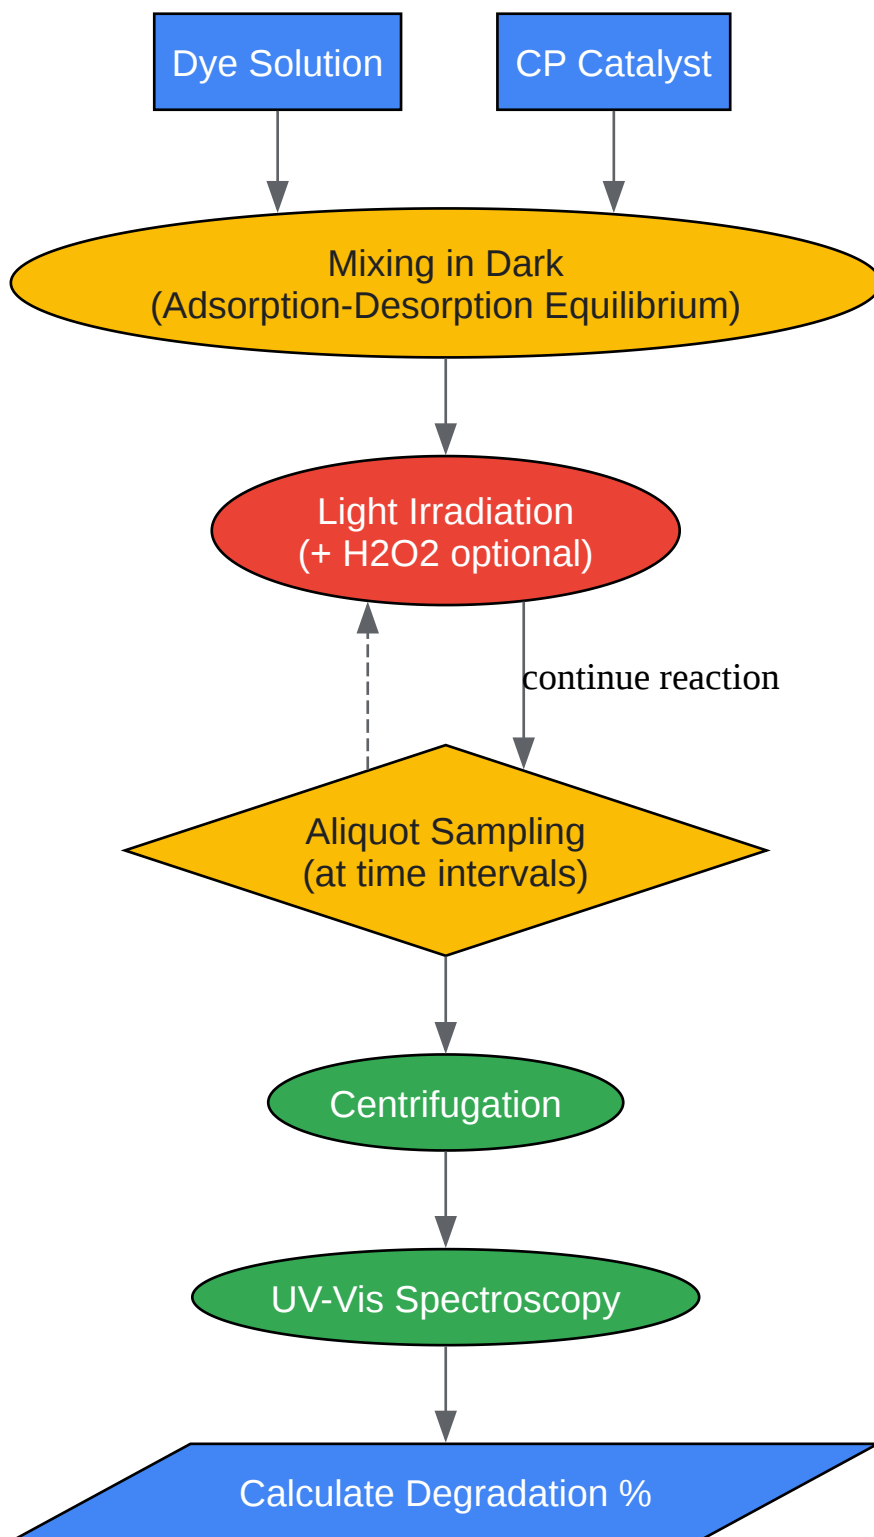 Dye Solution
CP Catalyst
Mixing in Dark
(Adsorption-Desorption Equilibrium)
Light Irradiation
(+ H2O2 optional)
continue reaction
Aliquot Sampling
(at time intervals)
Centrifugation
UV-Vis Spectroscopy
Calculate Degradation %